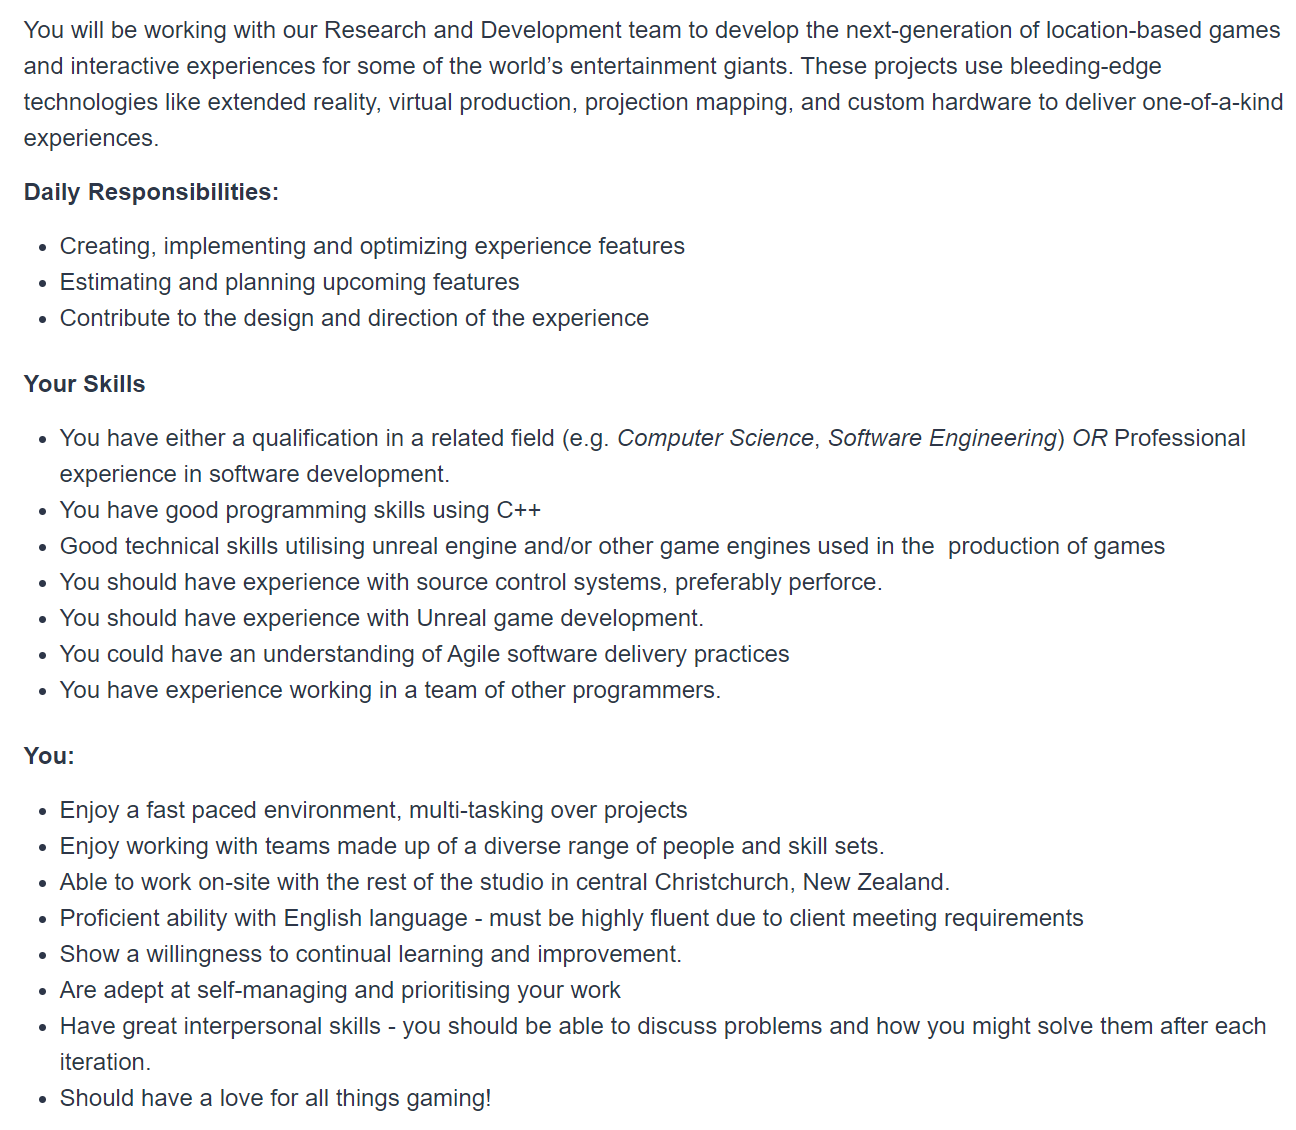 You will be working with our Research and Development team to develop the next-generation of location-based games
and interactive experiences for some of the world’s entertainment giants. These projects use bleeding-edge
technologies like extended reality, virtual production, projection mapping, and custom hardware to deliver one-of-a-kind
experiences.
Daily Responsibilities:
• Creating, implementing and optimizing experience features
• Estimating and planning upcoming features
• Contribute to the design and direction of the experience
Your Skills
• You have either a qualification in a related field (e.g. Computer Science, Software Engineering) OR Professional
experience in software development.
• You have good programming skills using C++
• Good technical skills utilising unreal engine and/or other game engines used in the  production of games
• You should have experience with source control systems, preferably perforce.
• You should have experience with Unreal game development.
• You could have an understanding of Agile software delivery practices
• You have experience working in a team of other programmers.
You:
• Enjoy a fast paced environment, multi-tasking over projects
• Enjoy working with teams made up of a diverse range of people and skill sets.
• Able to work on-site with the rest of the studio in central Christchurch, New Zealand.
• Proficient ability with English language - must be highly fluent due to client meeting requirements
• Show a willingness to continual learning and improvement.
• Are adept at self-managing and prioritising your work
• Have great interpersonal skills - you should be able to discuss problems and how you might solve them after each
iteration.
• Should have a love for all things gaming!